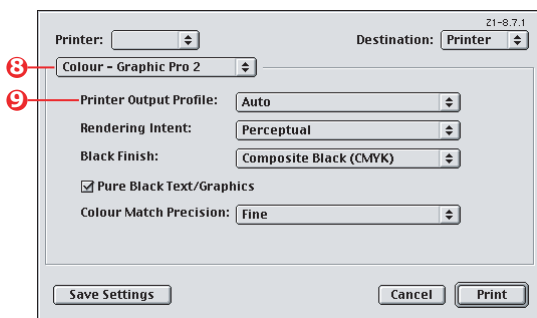 Z1-8.7.1
Printer: Destination: Printer
8 Colour - Graphic Pro 2
9 Printer Output Profile: Auto
Rendering Intent: Perceptual
Black Finish: Composite Black (CMYK)
Pure Black Text/Graphics
Colour Match Precision: Fine
Save Settings Cancel Print